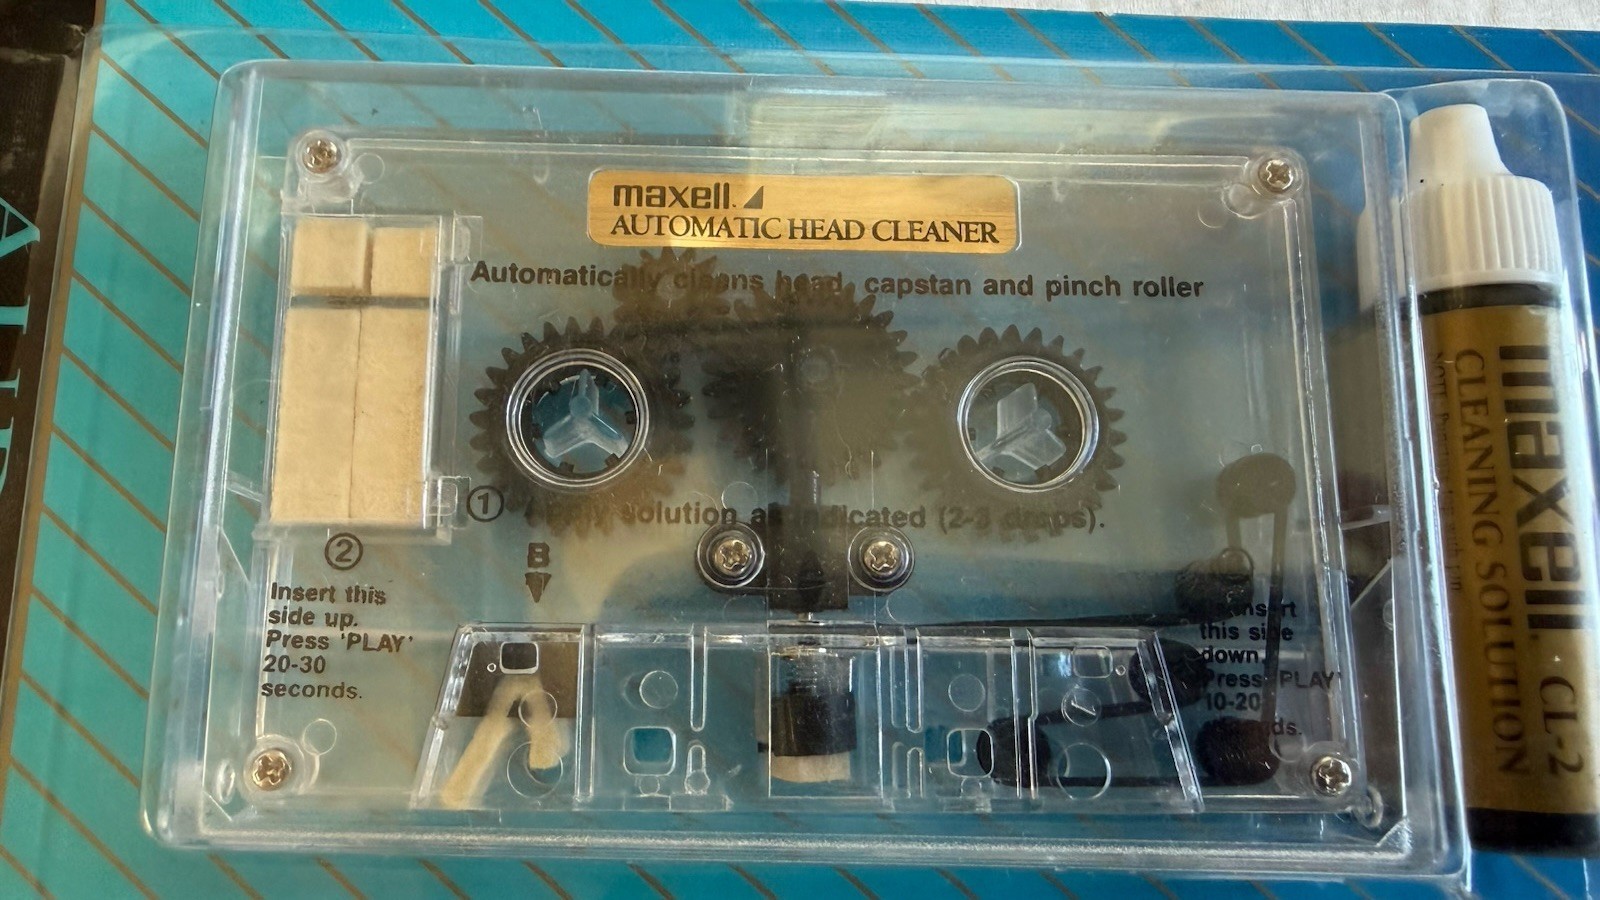 maxell.
AUTOMATIC HEAD CLEANER
Automatically cleans head, capstan and pinch roller
① solution as indicated (2-3 drops).
B
②
Insert this
side up.
Press 'PLAY'
20-30
seconds.
this side
down.
Press 'PLAY'
10-20
maxell.
CLEANING SOLUTION CL-2